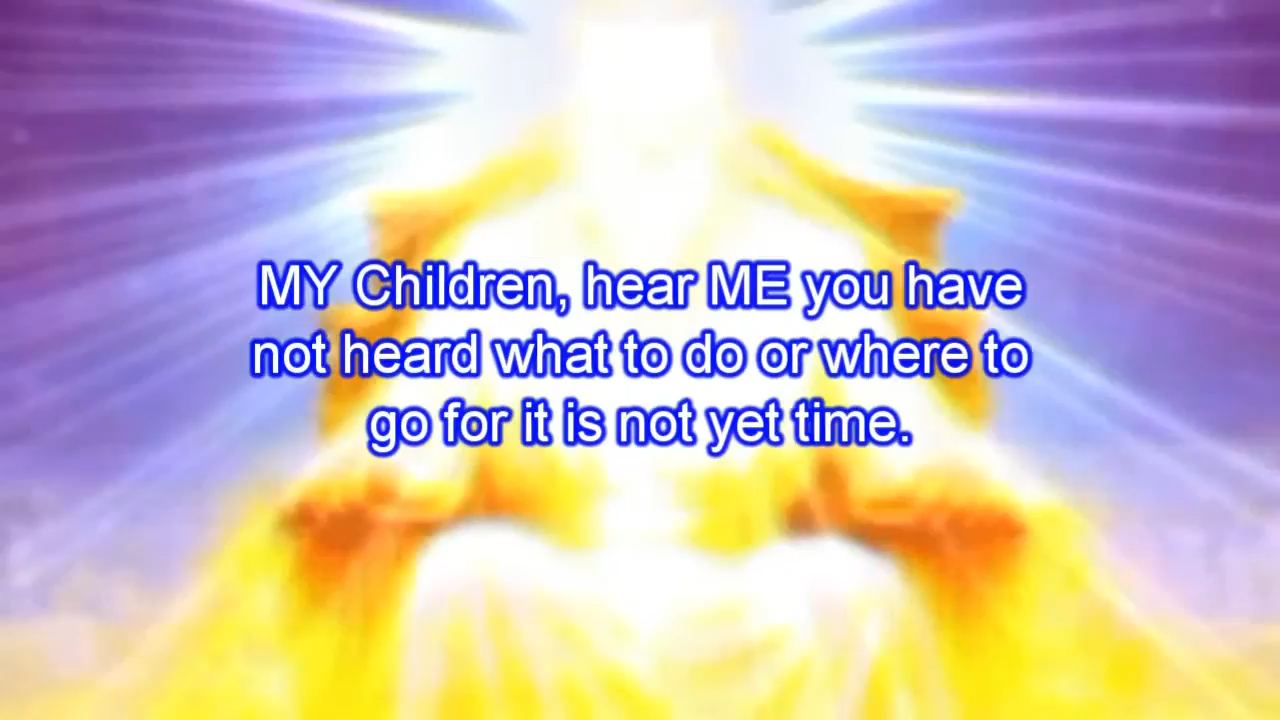 MY Children, hear ME you have
not heard what to do or where to
go for it is not yet time.